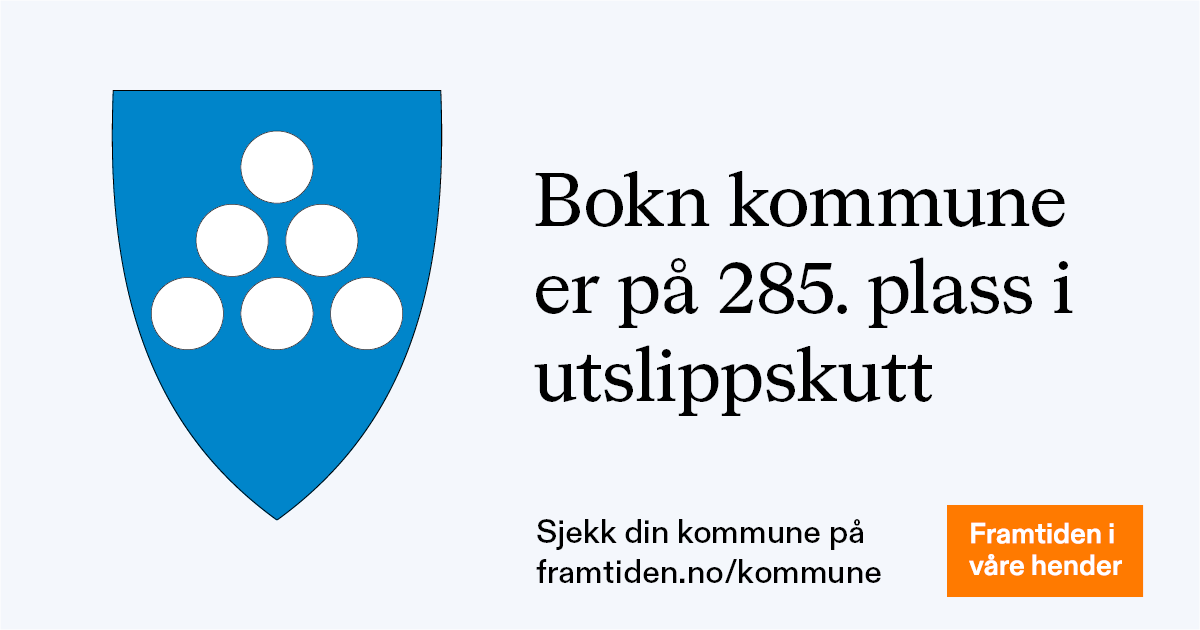 Bokn kommune
er på 285. plass i
utslippskutt
Sjekk din kommune på
framtiden.no/kommune
Framtiden i
våre hender